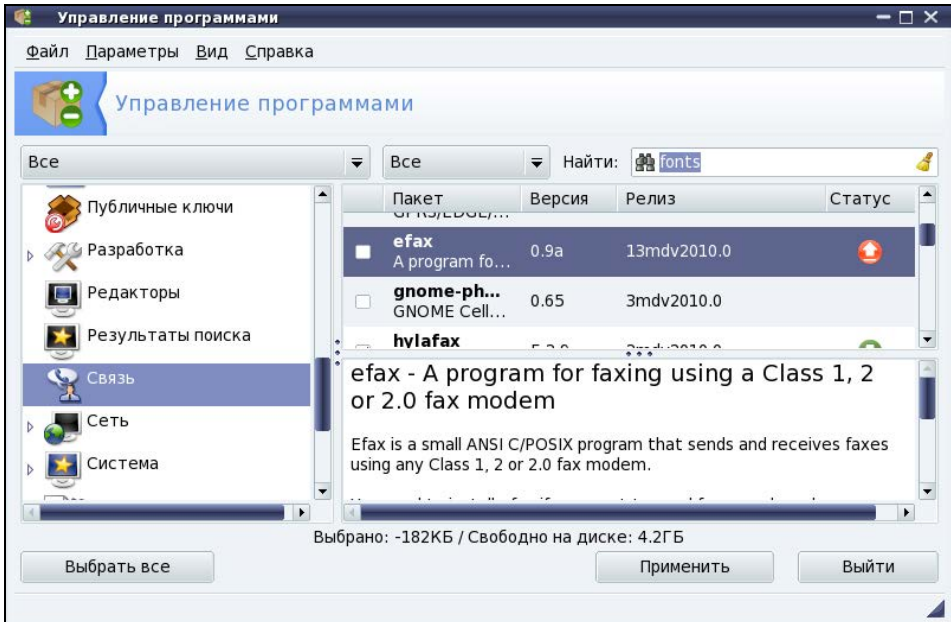 Управление программами
Файл Параметры Вид Справка
Управление программами
Все Все Найти: fonts
Публичные ключи
Разработка
Редакторы
Результаты поиска
Связь
Сеть
Система
Пакет Версия Релиз Статус
GPRS/EDGE/...
efax 0.9a 13mdv2010.0
A program fo...
gnome-ph... 0.65 3mdv2010.0
GNOME Cell...
hylafax
efax - A program for faxing using a Class 1, 2
or 2.0 fax modem
Efax is a small ANSI C/POSIX program that sends and receives faxes
using any Class 1, 2 or 2.0 fax modem.
Выбрано: -182КБ / Свободно на диске: 4.2ГБ
Выбрать все Применить Выйти